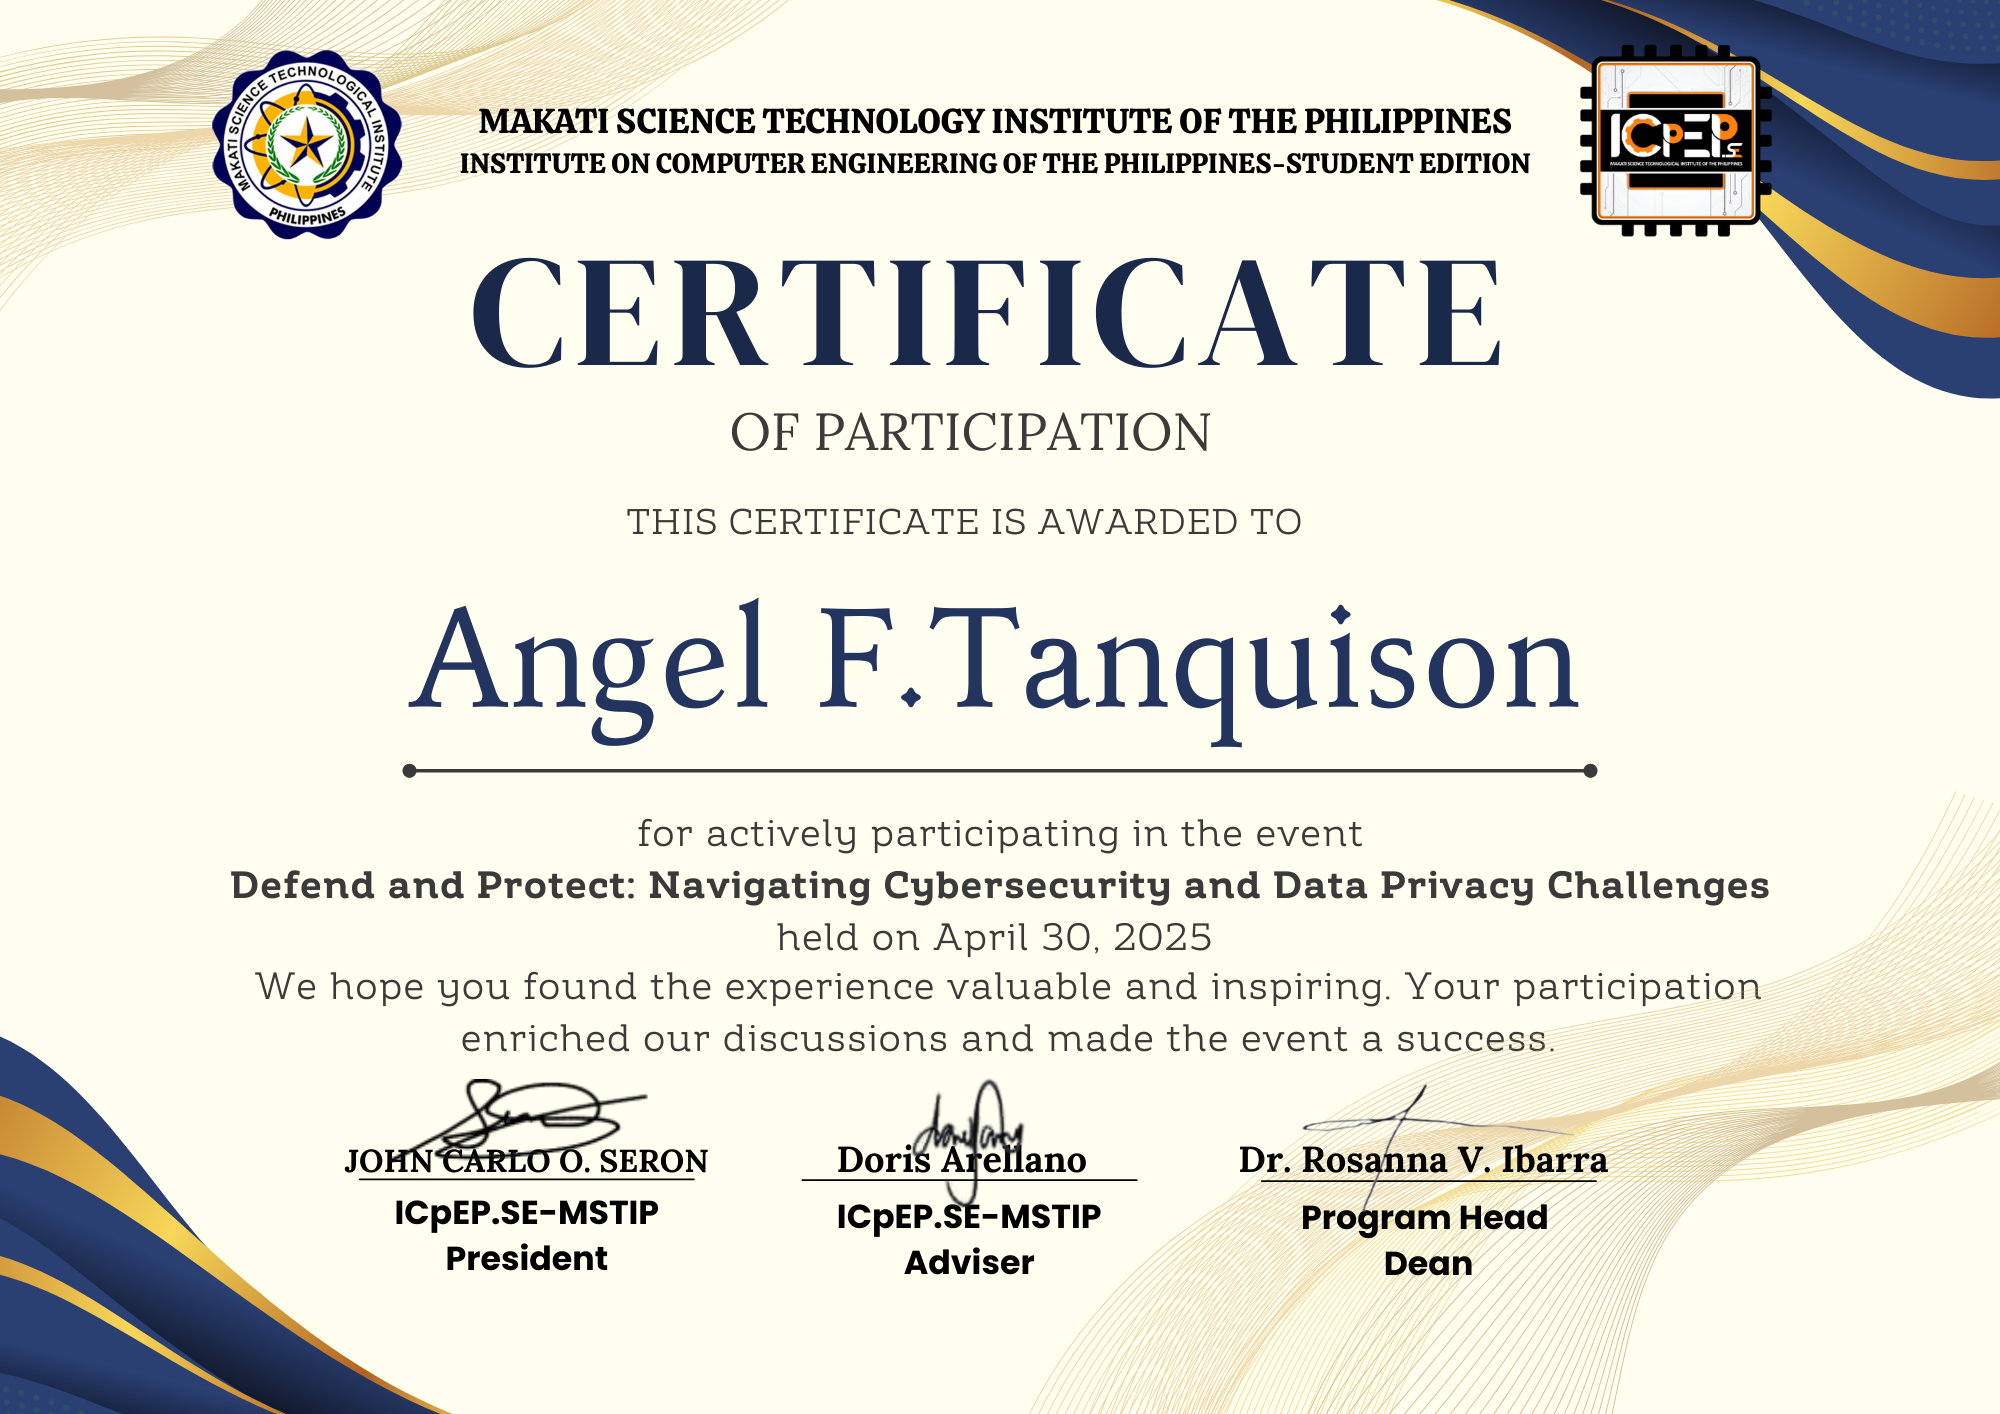 MAKATI SCIENCE TECHNOLOGICAL INSTITUTE
PHILIPPINES
MAKATI SCIENCE TECHNOLOGY INSTITUTE OF THE PHILIPPINES
INSTITUTE ON COMPUTER ENGINEERING OF THE PHILIPPINES-STUDENT EDITION
ICpEP.SE
MAKATI SCIENCE TECHNOLOGICAL INSTITUTE OF THE PHILIPPINES
CERTIFICATE
OF PARTICIPATION
THIS CERTIFICATE IS AWARDED TO
Angel F.Tanquison
for actively participating in the event
Defend and Protect: Navigating Cybersecurity and Data Privacy Challenges
held on April 30, 2025
We hope you found the experience valuable and inspiring. Your participation
enriched our discussions and made the event a success.
JOHN CARLO O. SERON
ICpEP.SE-MSTIP
President
Doris Arellano
ICpEP.SE-MSTIP
Adviser
Dr. Rosanna V. Ibarra
Program Head
Dean